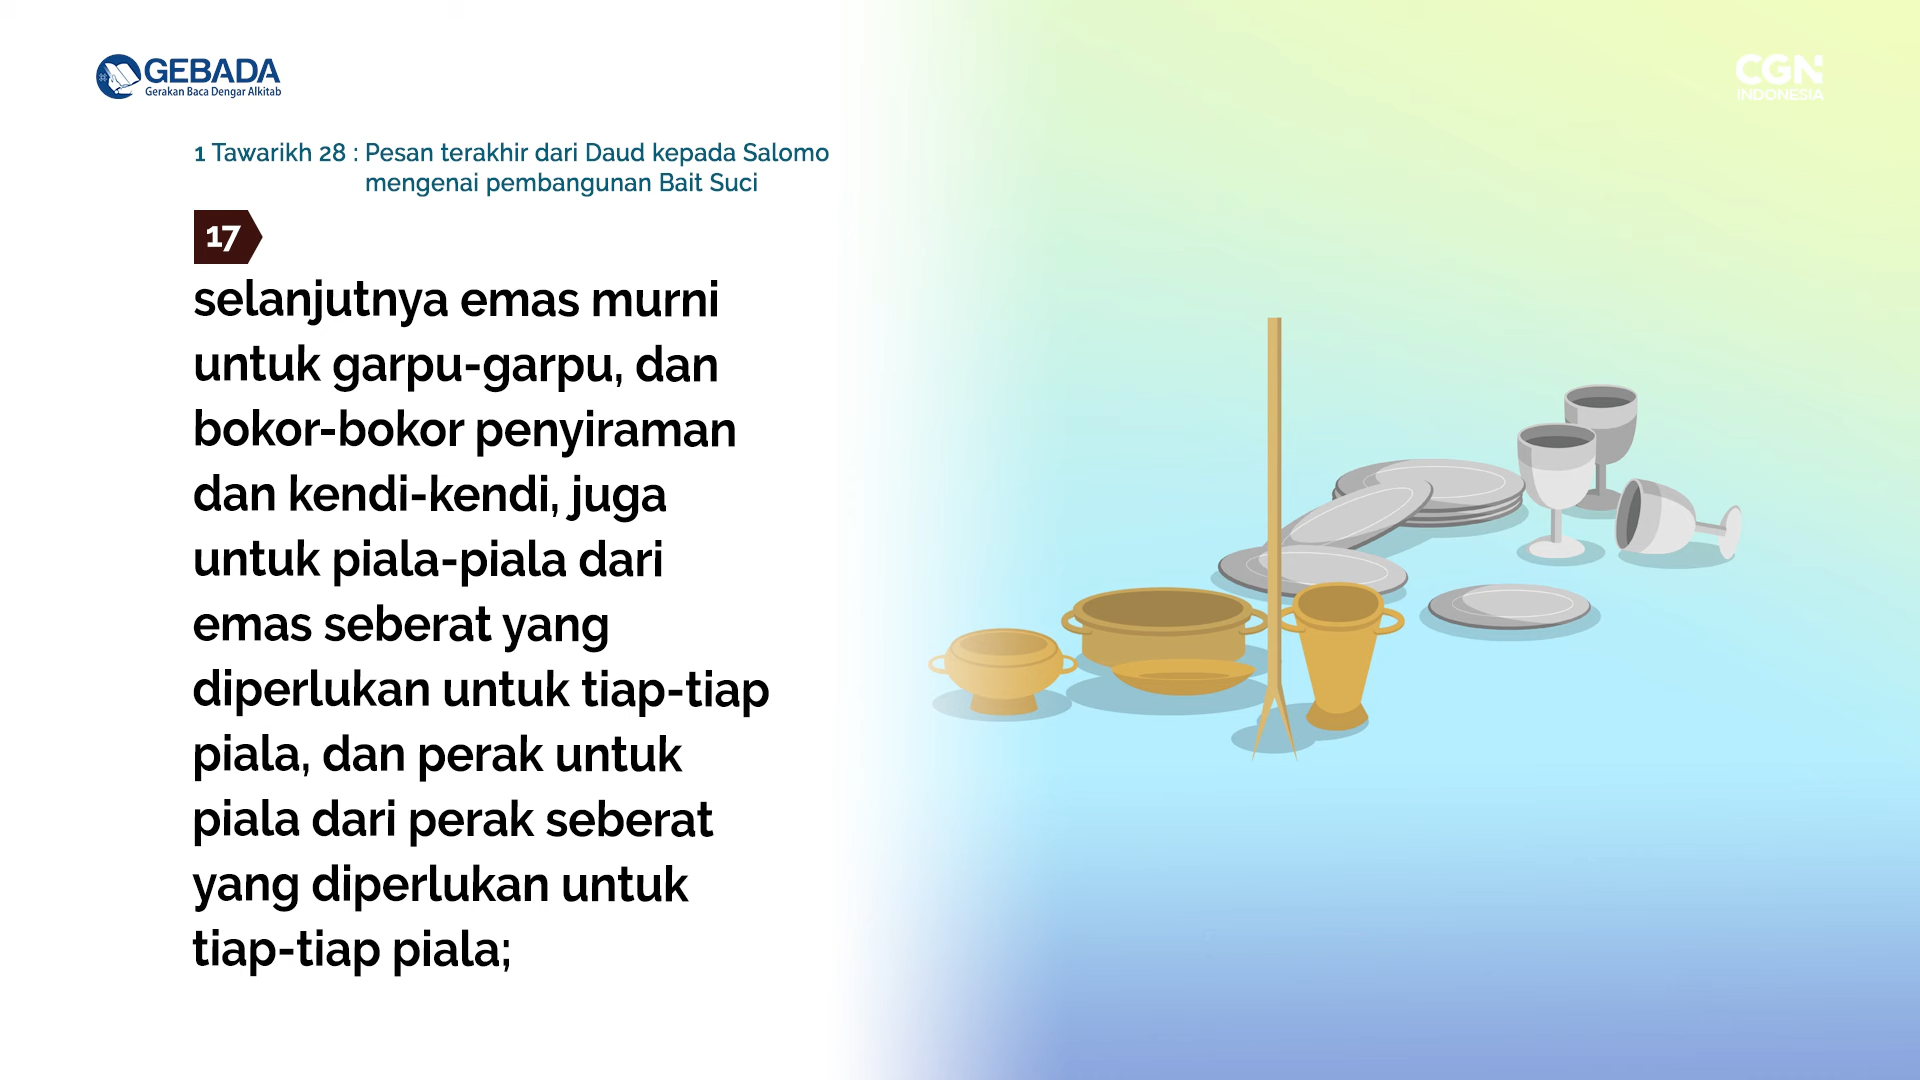 GEBADA
Gerakan Baca Dengar Alkitab
CGN
INDONESIA
1 Tawarikh 28 : Pesan terakhir dari Daud kepada Salomo
mengenai pembangunan Bait Suci
17
selanjutnya emas murni
untuk garpu-garpu, dan
bokor-bokor penyiraman
dan kendi-kendi, juga
untuk piala-piala dari
emas seberat yang
diperlukan untuk tiap-tiap
piala, dan perak untuk
piala dari perak seberat
yang diperlukan untuk
tiap-tiap piala;